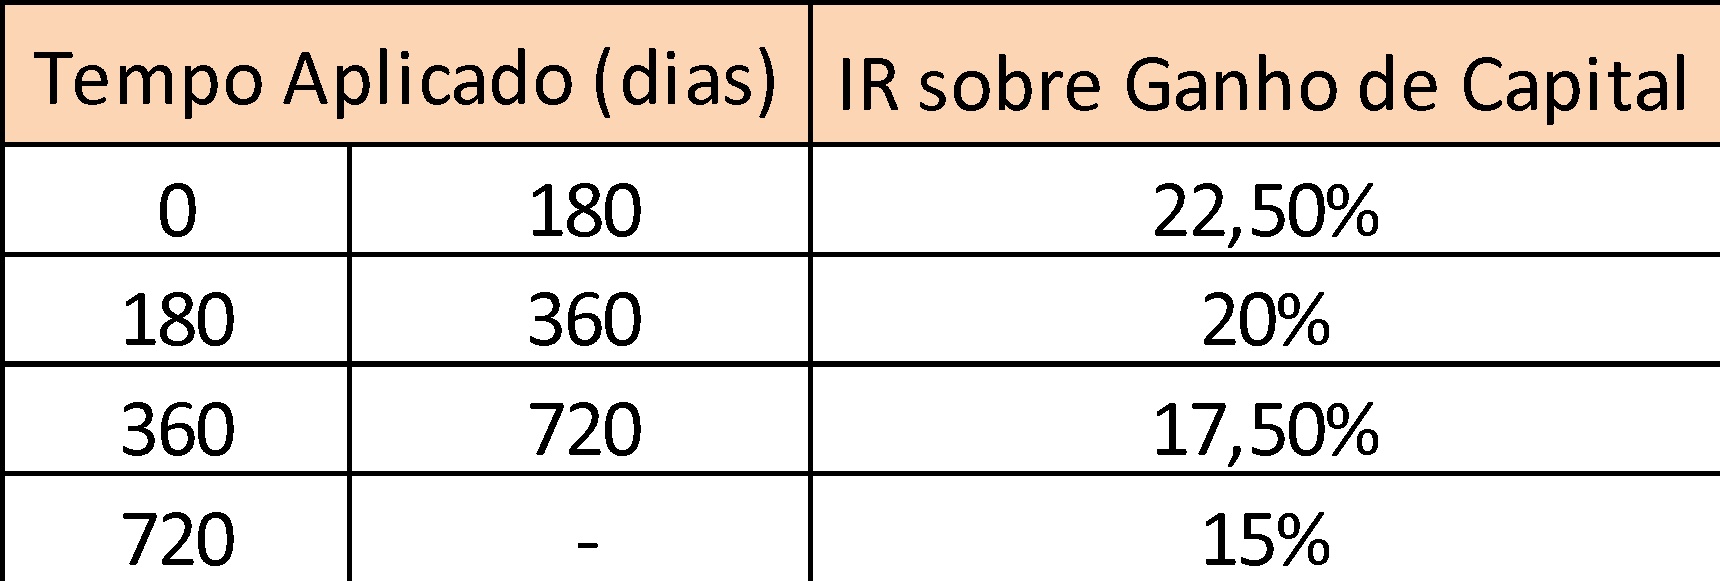 Tempo Aplicado (dias) IR sobre Ganho de Capital
0 180 22,50%
180 360 20%
360 720 17,50%
720 - 15%